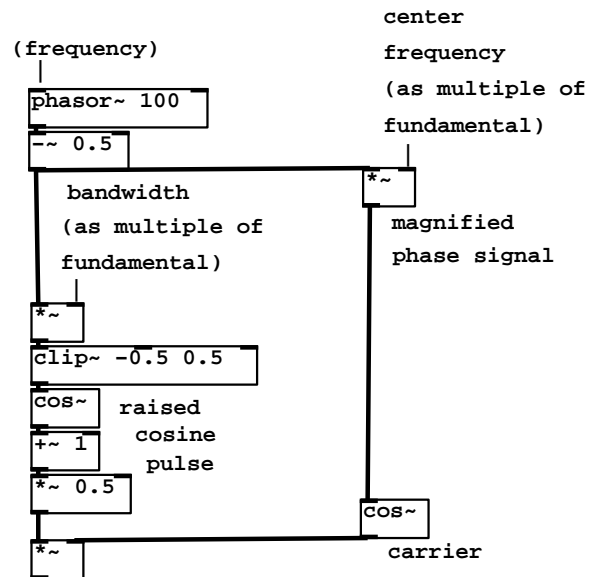 center
(frequency)
frequency
(as multiple of
fundamental)
phasor~ 100
-~ 0.5
*~
bandwidth
(as multiple of
fundamental)
magnified
phase signal
*~
clip~ -0.5 0.5
cos~
raised
cosine
pulse
+~ 1
*~ 0.5
cos~
*~
carrier